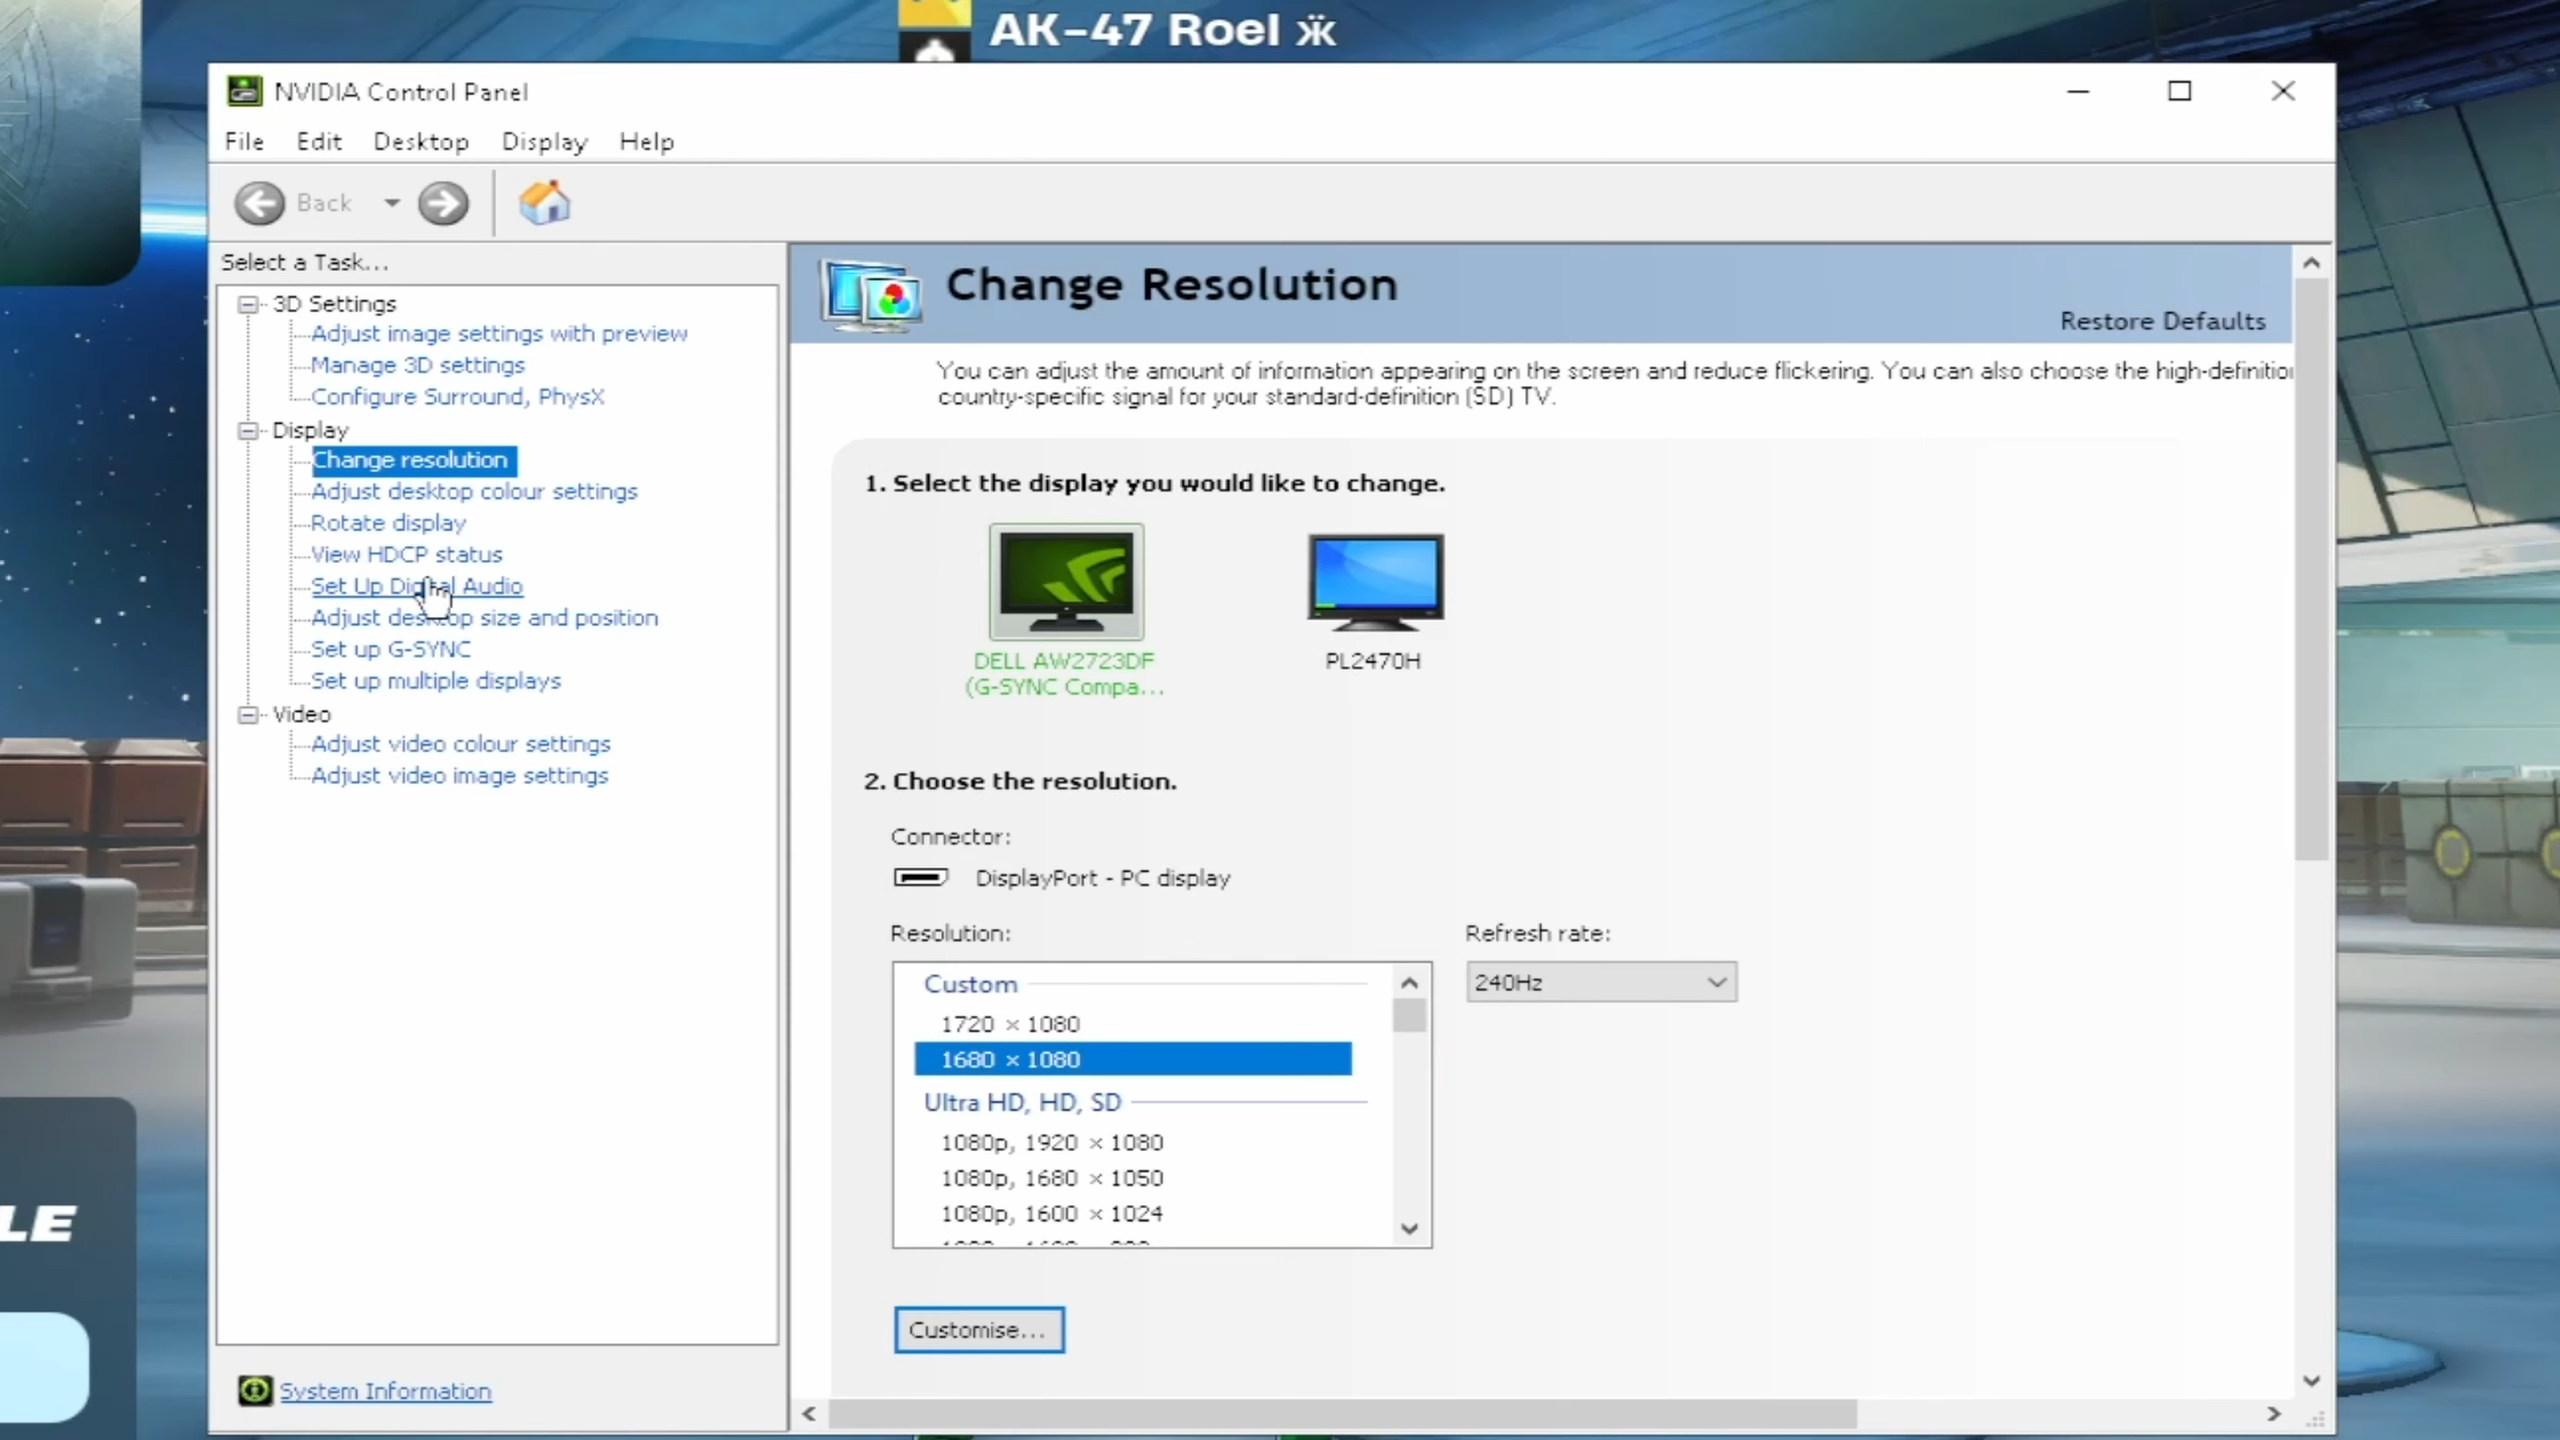 AK-47 Roel ӝ
NVIDIA Control Panel
File Edit Desktop Display Help
Back
Select a Task...
3D Settings
Adjust image settings with preview
Manage 3D settings
Configure Surround, PhysX
Display
Change resolution
Adjust desktop colour settings
Rotate display
View HDCP status
Set Up Digital Audio
Adjust desktop size and position
Set up G-SYNC
Set up multiple displays
Video
Adjust video colour settings
Adjust video image settings
System Information
Change Resolution
Restore Defaults
You can adjust the amount of information appearing on the screen and reduce flickering. You can also choose the high-definitio
country-specific signal for your standard-definition (SD) TV.
1. Select the display you would like to change.
DELL AW2723DF
(G-SYNC Compa...
PL2470H
2. Choose the resolution.
Connector:
DisplayPort - PC display
Resolution:
Refresh rate:
240Hz
Custom
1720 × 1080
1680 × 1080
Ultra HD, HD, SD
1080p, 1920 × 1080
1080p, 1680 × 1050
1080p, 1600 × 1024
Customise...
LE